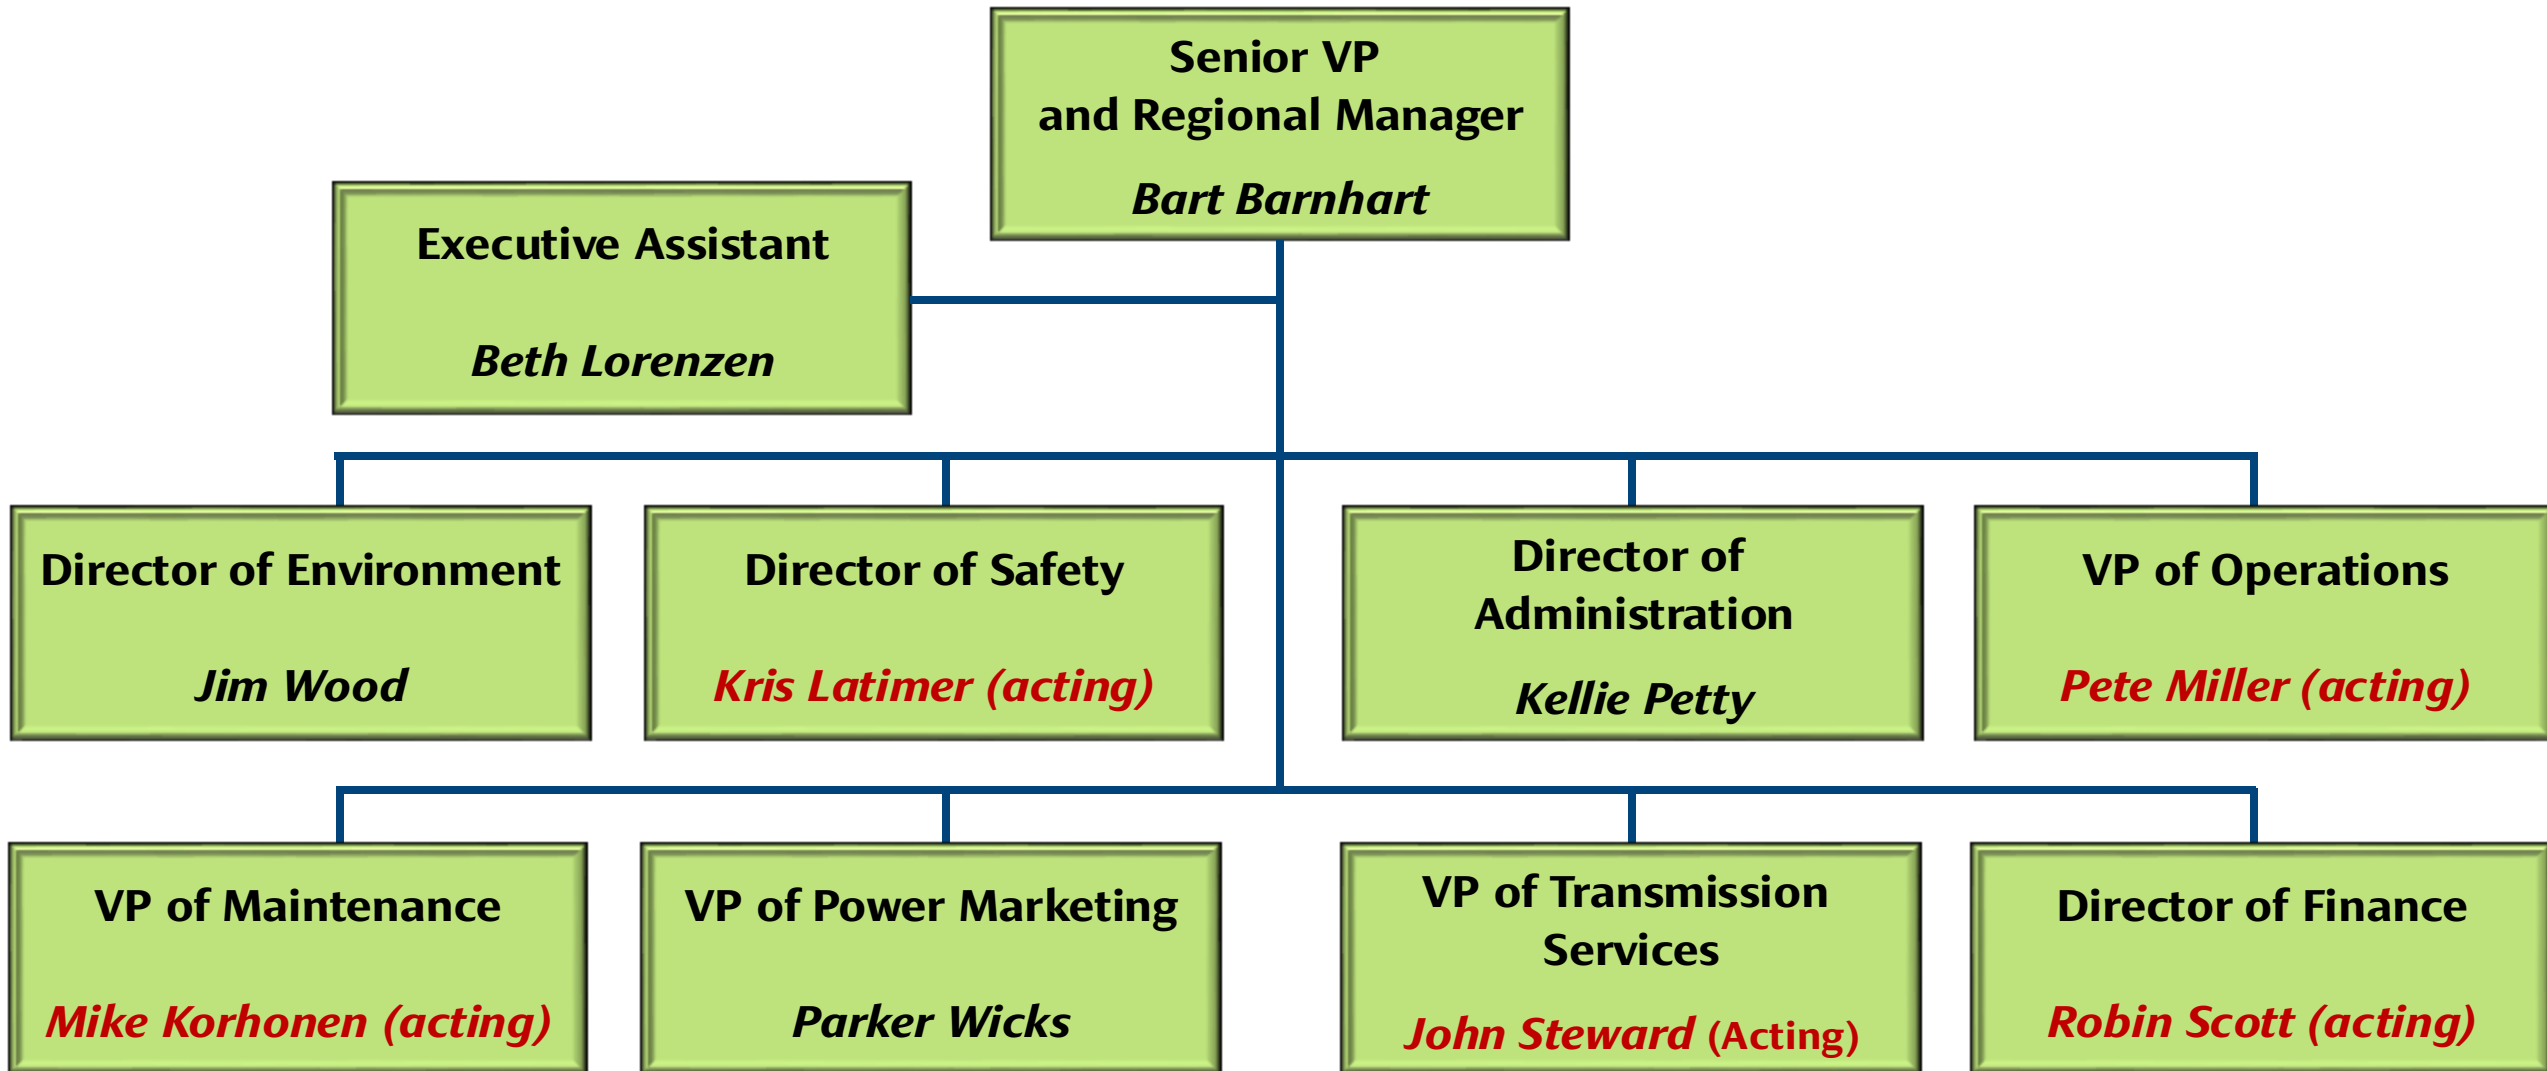 Senior VP
and Regional Manager
Bart Barnhart
Executive Assistant
Beth Lorenzen
Director of Environment
Jim Wood
Director of Safety
Kris Latimer (acting)
Director of
Administration
Kellie Petty
VP of Operations
Pete Miller (acting)
VP of Maintenance
Mike Korhonen (acting)
VP of Power Marketing
Parker Wicks
VP of Transmission
Services
John Steward (Acting)
Director of Finance
Robin Scott (acting)